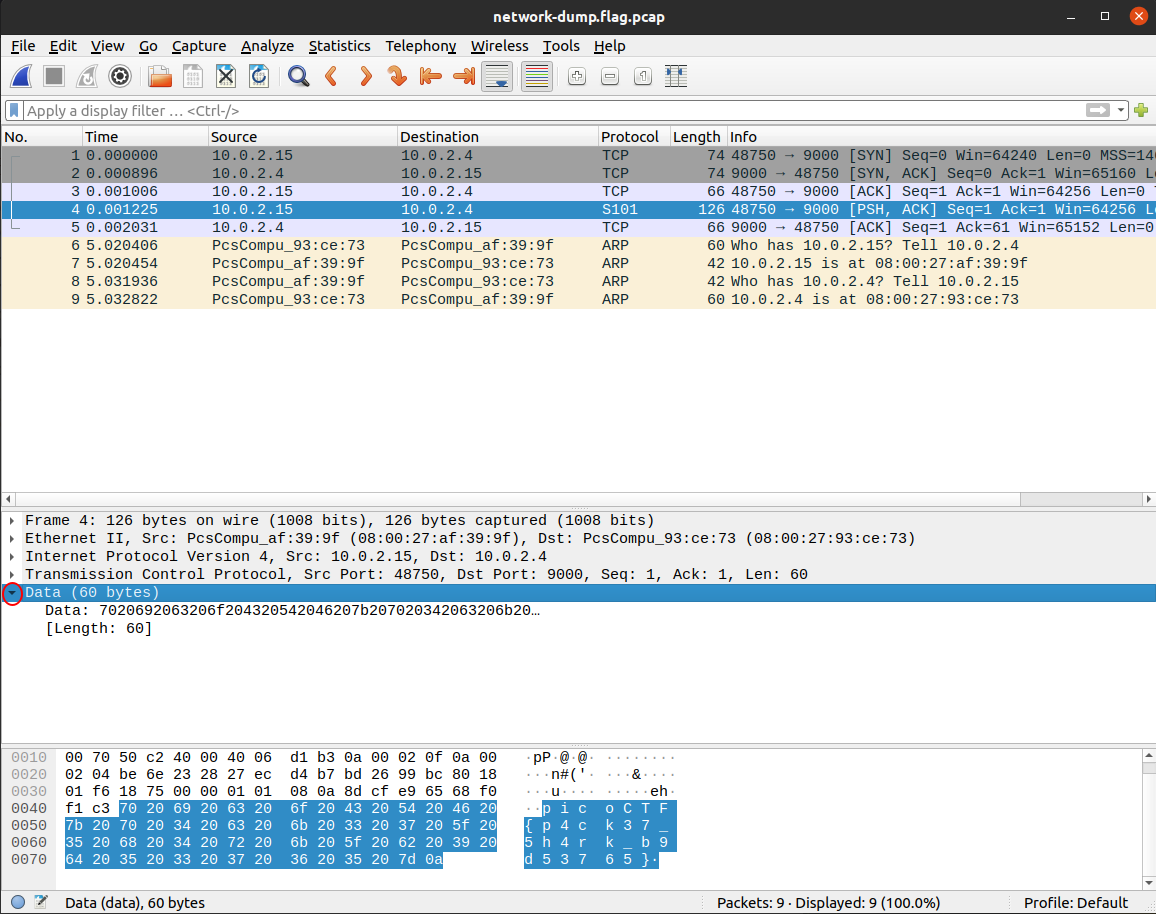 network-dump.flag.pcap
File Edit View Go Capture Analyze Statistics Telephony Wireless Tools Help
Apply a display filter … <Ctrl-/>
No. Time Source Destination Protocol Length Info
1 0.000000 10.0.2.15 10.0.2.4 TCP 74 48750 → 9000 [SYN] Seq=0 Win=64240 Len=0 MSS=14
2 0.000896 10.0.2.4 10.0.2.15 TCP 74 9000 → 48750 [SYN, ACK] Seq=0 Ack=1 Win=65160 L
3 0.001006 10.0.2.15 10.0.2.4 TCP 66 48750 → 9000 [ACK] Seq=1 Ack=1 Win=64256 Len=0
4 0.001225 10.0.2.15 10.0.2.4 S101 126 48750 → 9000 [PSH, ACK] Seq=1 Ack=1 Win=64256 L
5 0.002031 10.0.2.4 10.0.2.15 TCP 66 9000 → 48750 [ACK] Seq=1 Ack=61 Win=65152 Len=0
6 5.020406 PcsCompu_93:ce:73 PcsCompu_af:39:9f ARP 60 Who has 10.0.2.15? Tell 10.0.2.4
7 5.020454 PcsCompu_af:39:9f PcsCompu_93:ce:73 ARP 42 10.0.2.15 is at 08:00:27:af:39:9f
8 5.031936 PcsCompu_af:39:9f PcsCompu_93:ce:73 ARP 42 Who has 10.0.2.4? Tell 10.0.2.15
9 5.032822 PcsCompu_93:ce:73 PcsCompu_af:39:9f ARP 60 10.0.2.4 is at 08:00:27:93:ce:73
Frame 4: 126 bytes on wire (1008 bits), 126 bytes captured (1008 bits)
Ethernet II, Src: PcsCompu_af:39:9f (08:00:27:af:39:9f), Dst: PcsCompu_93:ce:73 (08:00:27:93:ce:73)
Internet Protocol Version 4, Src: 10.0.2.15, Dst: 10.0.2.4
Transmission Control Protocol, Src Port: 48750, Dst Port: 9000, Seq: 1, Ack: 1, Len: 60
Data (60 bytes)
Data: 7020692063206f204320542046207b207020342063206b20…
[Length: 60]
0010 00 70 50 c2 40 00 40 06 d1 b3 0a 00 02 0f 0a 00 ·pP·@·@· ········
0020 02 04 be 6e 23 28 27 ec d4 b7 bd 26 99 bc 80 18 ···n#('· ···&····
0030 01 f6 18 75 00 00 01 01 08 0a 8d cf e9 65 68 f0 ···u···· ·····eh·
0040 f1 c3 70 20 69 20 63 20 6f 20 43 20 54 20 46 20 ··p i c o C T F
0050 7b 20 70 20 34 20 63 20 6b 20 33 20 37 20 5f 20 { p 4 c k 3 7 _
0060 35 20 68 20 34 20 72 20 6b 20 5f 20 62 20 39 20 5 h 4 r k _ b 9
0070 64 20 35 20 33 20 37 20 36 20 35 20 7d 0a d 5 3 7 6 5 }·
Data (data), 60 bytes Packets: 9 · Displayed: 9 (100.0%) Profile: Default